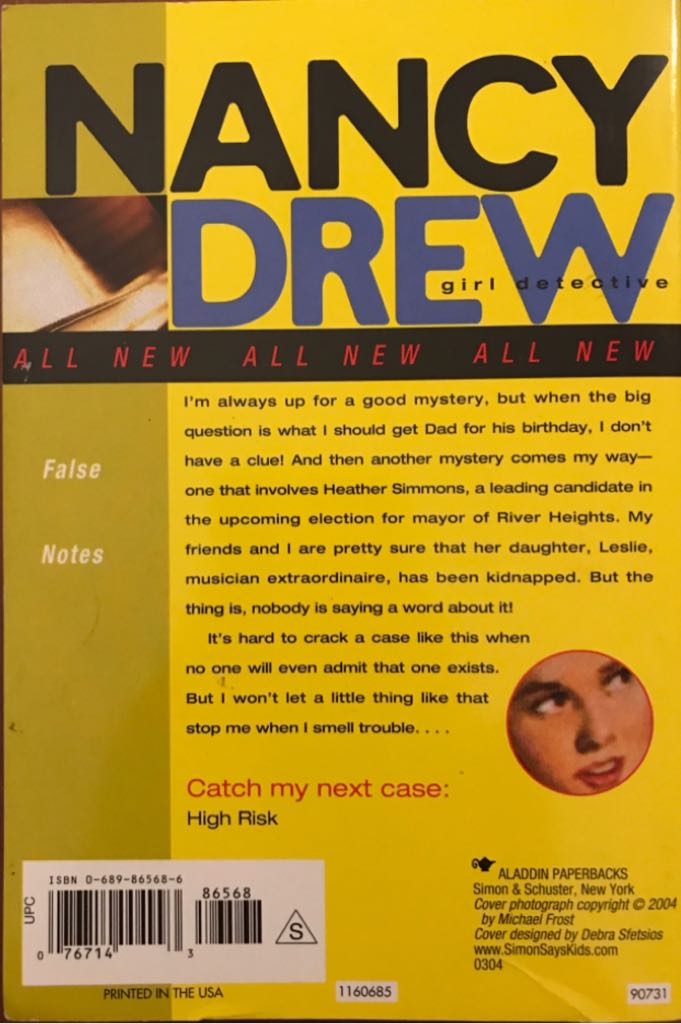 NANCY
DREW
girl detective
ALL NEW ALL NEW ALL NEW
False
Notes
I'm always up for a good mystery, but when the big
question is what I should get Dad for his birthday, I don't
have a clue! And then another mystery comes my way—
one that involves Heather Simmons, a leading candidate in
the upcoming election for mayor of River Heights. My
friends and I are pretty sure that her daughter, Leslie,
musician extraordinaire, has been kidnapped. But the
thing is, nobody is saying a word about it!
It's hard to crack a case like this when
no one will even admit that one exists.
But I won't let a little thing like that
stop me when I smell trouble. . . .
Catch my next case:
High Risk
ISBN 0-689-86568-6
86568
UPC
0 76714 3
S
ALADDIN PAPERBACKS
Simon & Schuster, New York
Cover photograph copyright © 2004
by Michael Frost
Cover designed by Debra Sfetsios
www.SimonSaysKids.com
0304
PRINTED IN THE USA
1160685
90731